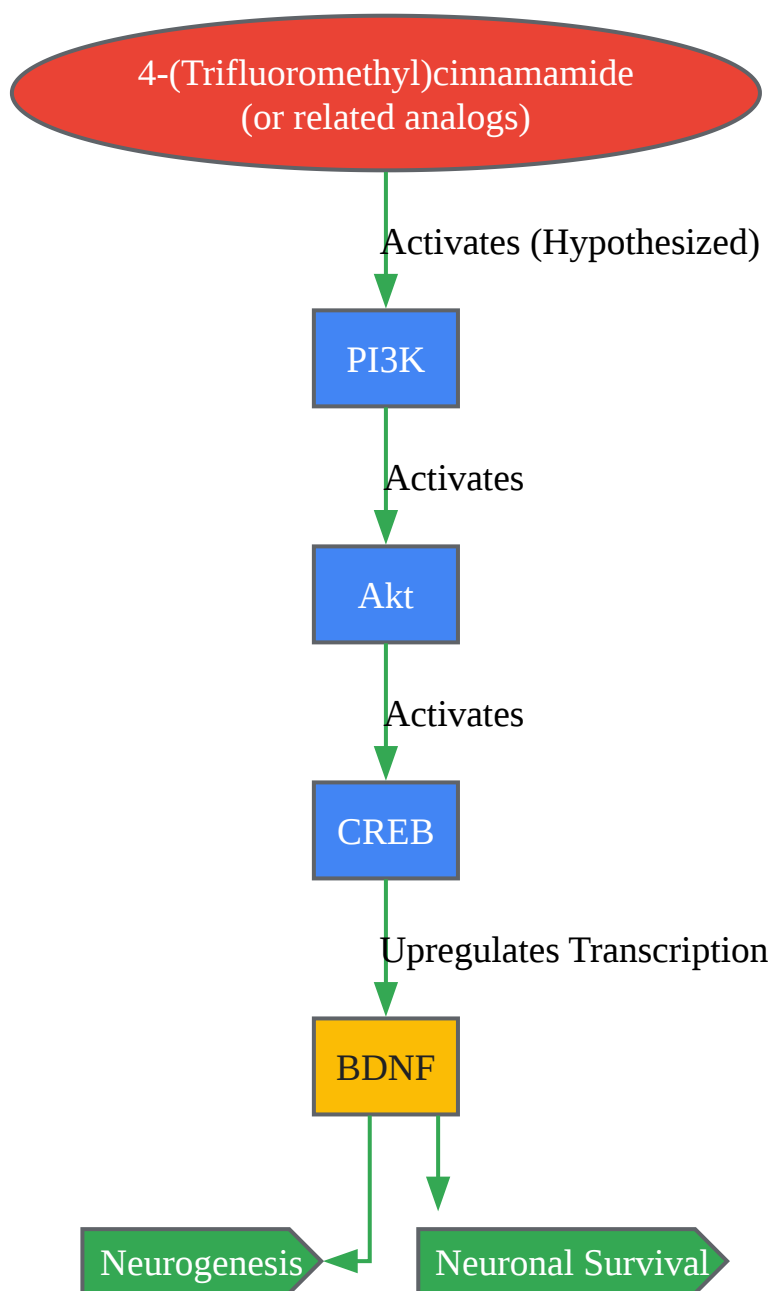 4-(Trifluoromethyl)cinnamamide
(or related analogs)
Activates (Hypothesized)
PI3K
Activates
Akt
Activates
CREB
Upregulates Transcription
BDNF
Neurogenesis
Neuronal Survival